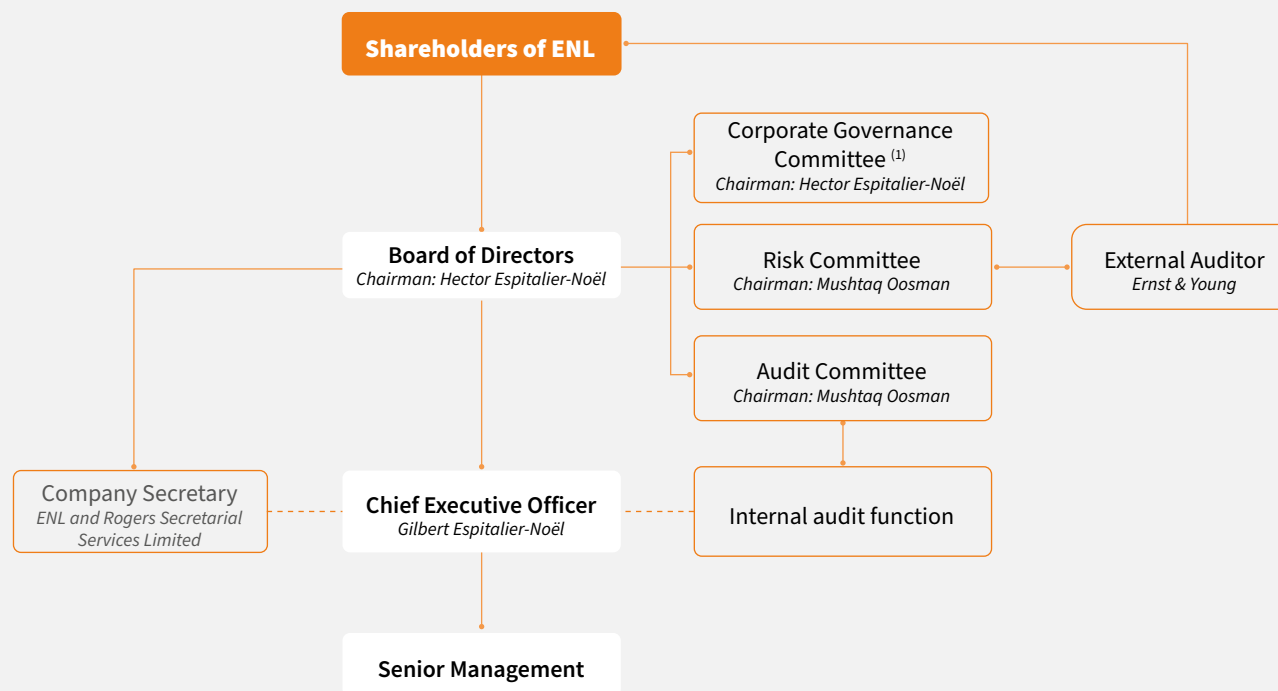 Shareholders of ENL
Corporate Governance
Committee (1)
Chairman: Hector Espitalier-Noël
Board of Directors
Chairman: Hector Espitalier-Noël
Risk Committee
Chairman: Mushtaq Oosman
External Auditor
Ernst & Young
Audit Committee
Chairman: Mushtaq Oosman
Company Secretary
ENL and Rogers Secretarial
Services Limited
Chief Executive Officer
Gilbert Espitalier-Noël
Internal audit function
Senior Management